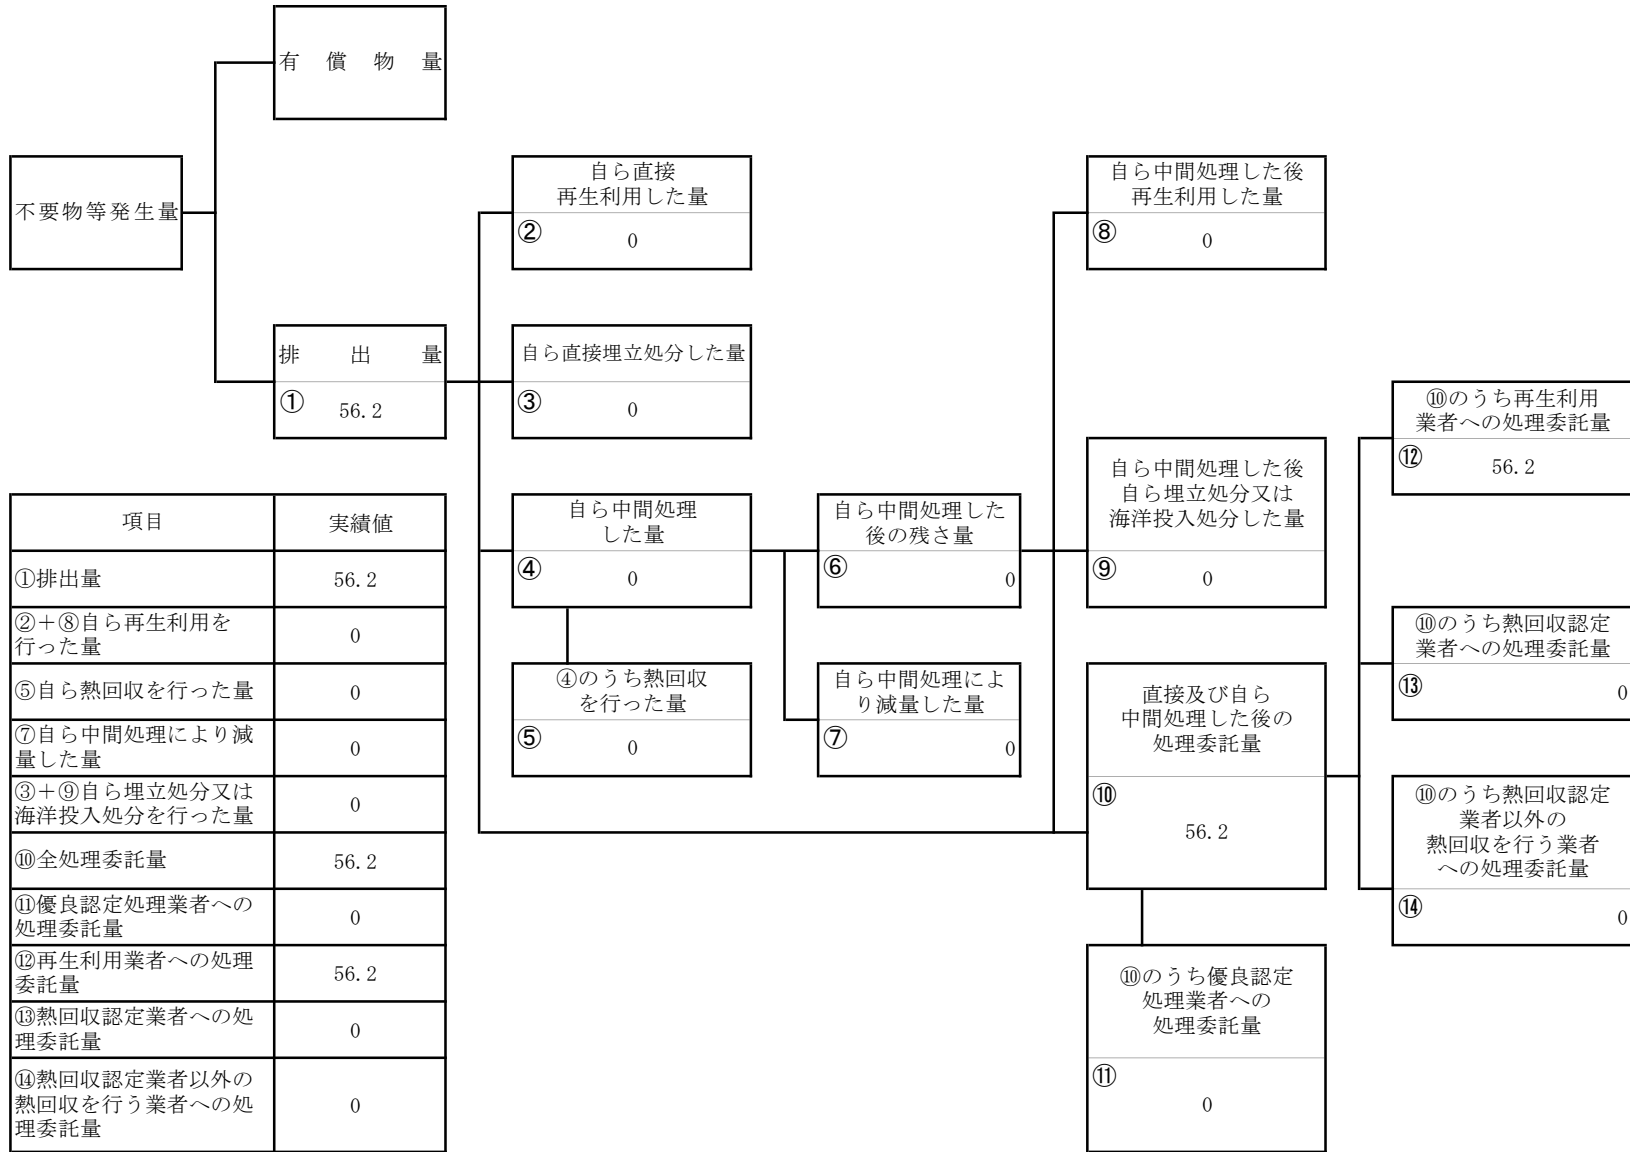 有償物量
不要物等発生量
排出量
① 56.2
自ら直接
再生利用した量
② 0
自ら直接埋立処分した量
③ 0
自ら中間処理
した量
④ 0
④のうち熱回収
を行った量
⑤ 0
自ら中間処理した
後の残さ量
⑥ 0
自ら中間処理によ
り減量した量
⑦ 0
自ら中間処理した後
再生利用した量
⑧ 0
自ら中間処理した後
自ら埋立処分又は
海洋投入処分した量
⑨ 0
直接及び自ら
中間処理した後の
処理委託量
⑩
56.2
⑩のうち優良認定
処理業者への
処理委託量
⑪
0
⑩のうち再生利用
業者への処理委託量
⑫ 56.2
⑩のうち熱回収認定
業者への処理委託量
⑬ 0
⑩のうち熱回収認定
業者以外の
熱回収を行う業者
への処理委託量
⑭ 0
項目 実績値
①排出量 56.2
②+⑧自ら再生利用を
行った量 0
⑤自ら熱回収を行った量 0
⑦自ら中間処理により減
量した量 0
③+⑨自ら埋立処分又は
海洋投入処分を行った量 0
⑩全処理委託量 56.2
⑪優良認定処理業者への
処理委託量 0
⑫再生利用業者への処理
委託量 56.2
⑬熱回収認定業者への処
理委託量 0
⑭熱回収認定業者以外の
熱回収を行う業者への処
理委託量 0